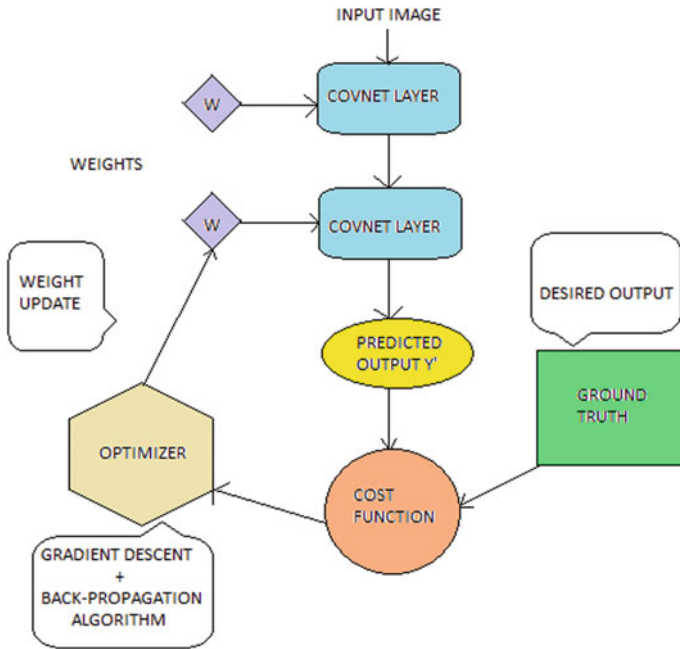 INPUT IMAGE
COVNET LAYER
W
WEIGHTS
COVNET LAYER
W
WEIGHT
UPDATE
DESIRED OUTPUT
PREDICTED
OUTPUT Y'
GROUND
TRUTH
OPTIMIZER
COST
FUNCTION
GRADIENT DESCENT
+
BACK-PROPAGATION
ALGORITHM